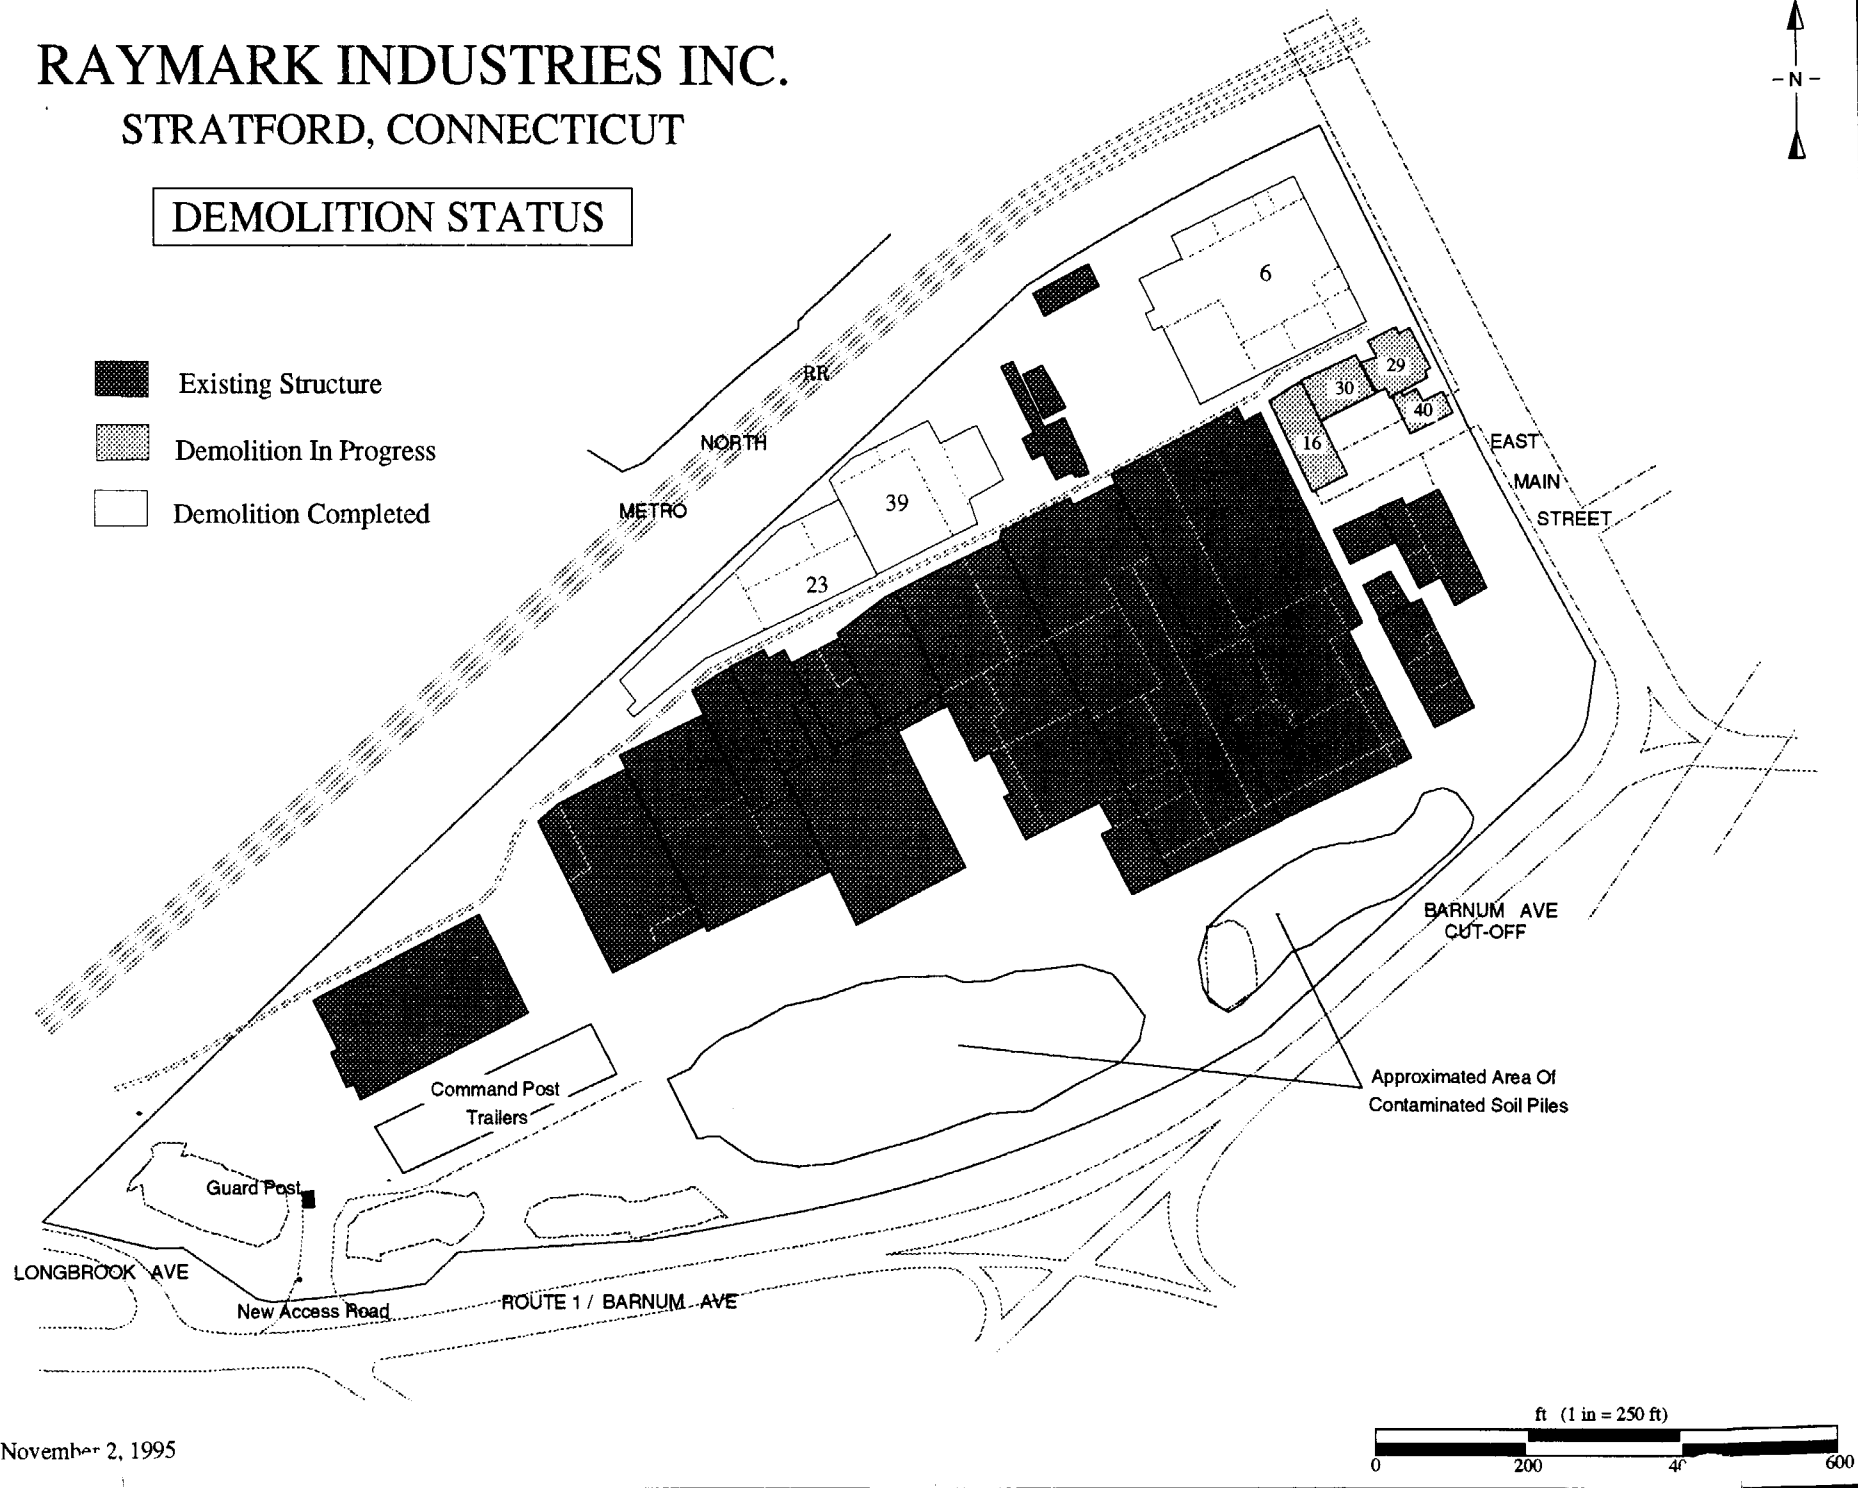 RAYMARK INDUSTRIES INC.
STRATFORD, CONNECTICUT
DEMOLITION STATUS
- N -
Existing Structure
Demolition In Progress
Demolition Completed
RR
NORTH
METRO
6
29
30
40
16
39
23
EAST
MAIN
STREET
BARNUM AVE
CUT-OFF
Approximated Area Of
Contaminated Soil Piles
Command Post
Trailers
Guard Post
LONGBROOK AVE
New Access Road
ROUTE 1 / BARNUM AVE
ft (1 in = 250 ft)
0 200 600
2, 1995